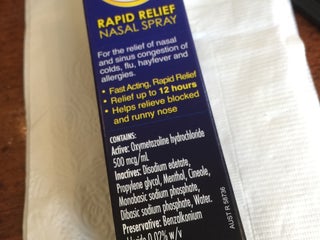 RAPID RELIEF
NASAL SPRAY
For the relief of nasal
and sinus congestion of
colds, flu, hayfever and
allergies.
• Fast Acting, Rapid Relief
• Relief up to 12 hours
• Helps relieve blocked
and runny nose
CONTAINS:
Active: Oxymetazoline hydrochloride
500 mcg/mL
Inactives: Disodium edetate,
Propylene glycol, Menthol, Cineole,
Monobasic sodium phosphate,
Dibasic sodium phosphate, Water.
Preservative: Benzalkonium
0.02% w/v
AUST R 58736